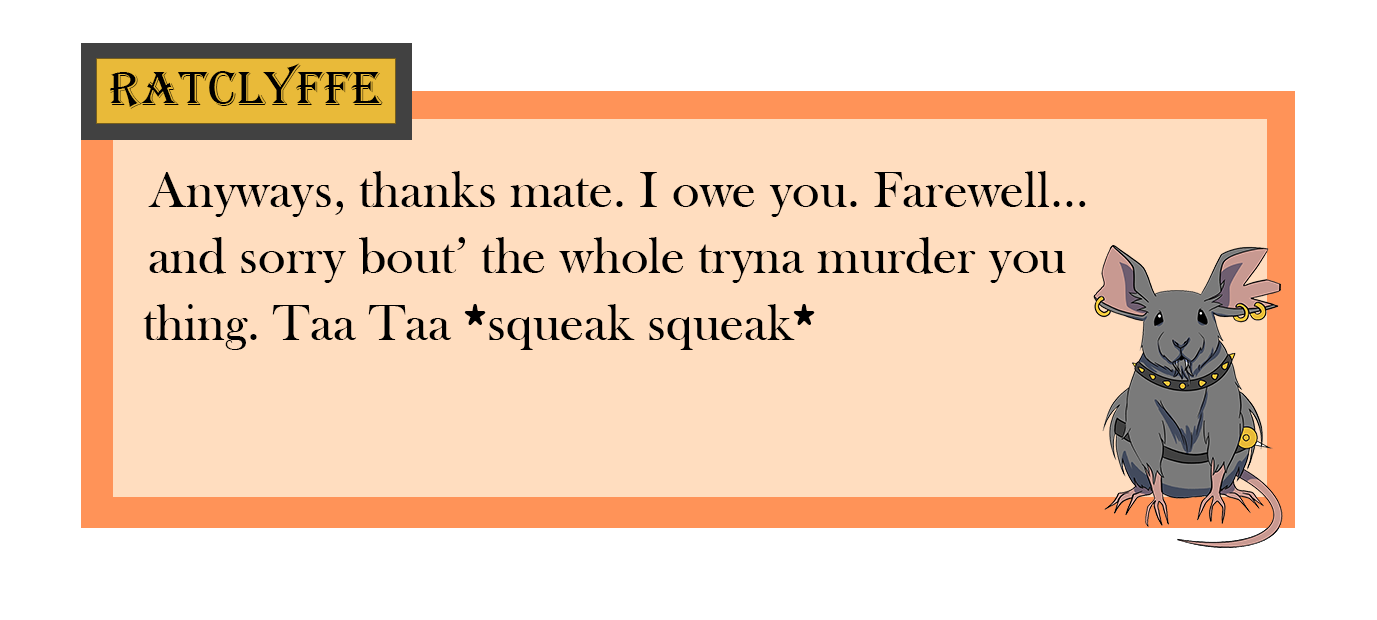 RATCLYFFE
Anyways, thanks mate. I owe you. Farewell...
and sorry bout’ the whole tryna murder you
thing. Taa Taa *squeak squeak*